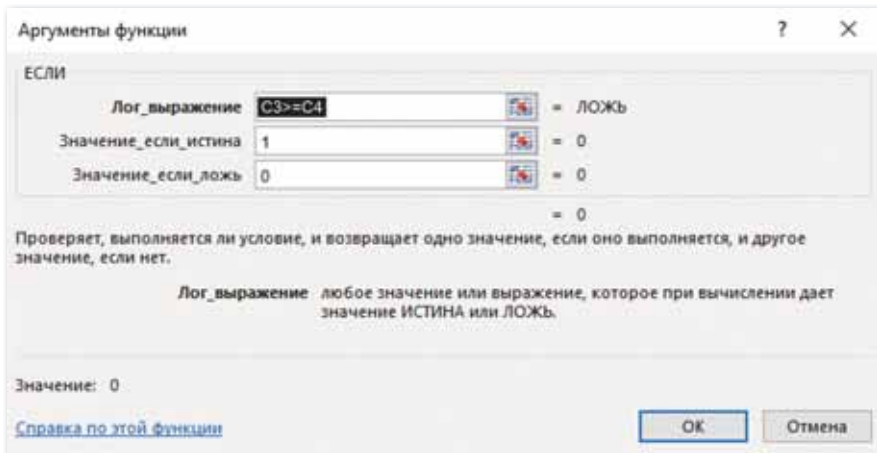 Аргументы функции ? ×
ЕСЛИ
Лог_выражение C3>=C4 = ЛОЖЬ
Значение_если_истина 1 = 0
Значение_если_ложь 0 = 0
= 0
Проверяет, выполняется ли условие, и возвращает одно значение, если оно выполняется, и другое
значение, если нет.
Лог_выражение любое значение или выражение, которое при вычислении дает
значение ИСТИНА или ЛОЖЬ.
Значение: 0
Справка по этой функции ОК Отмена